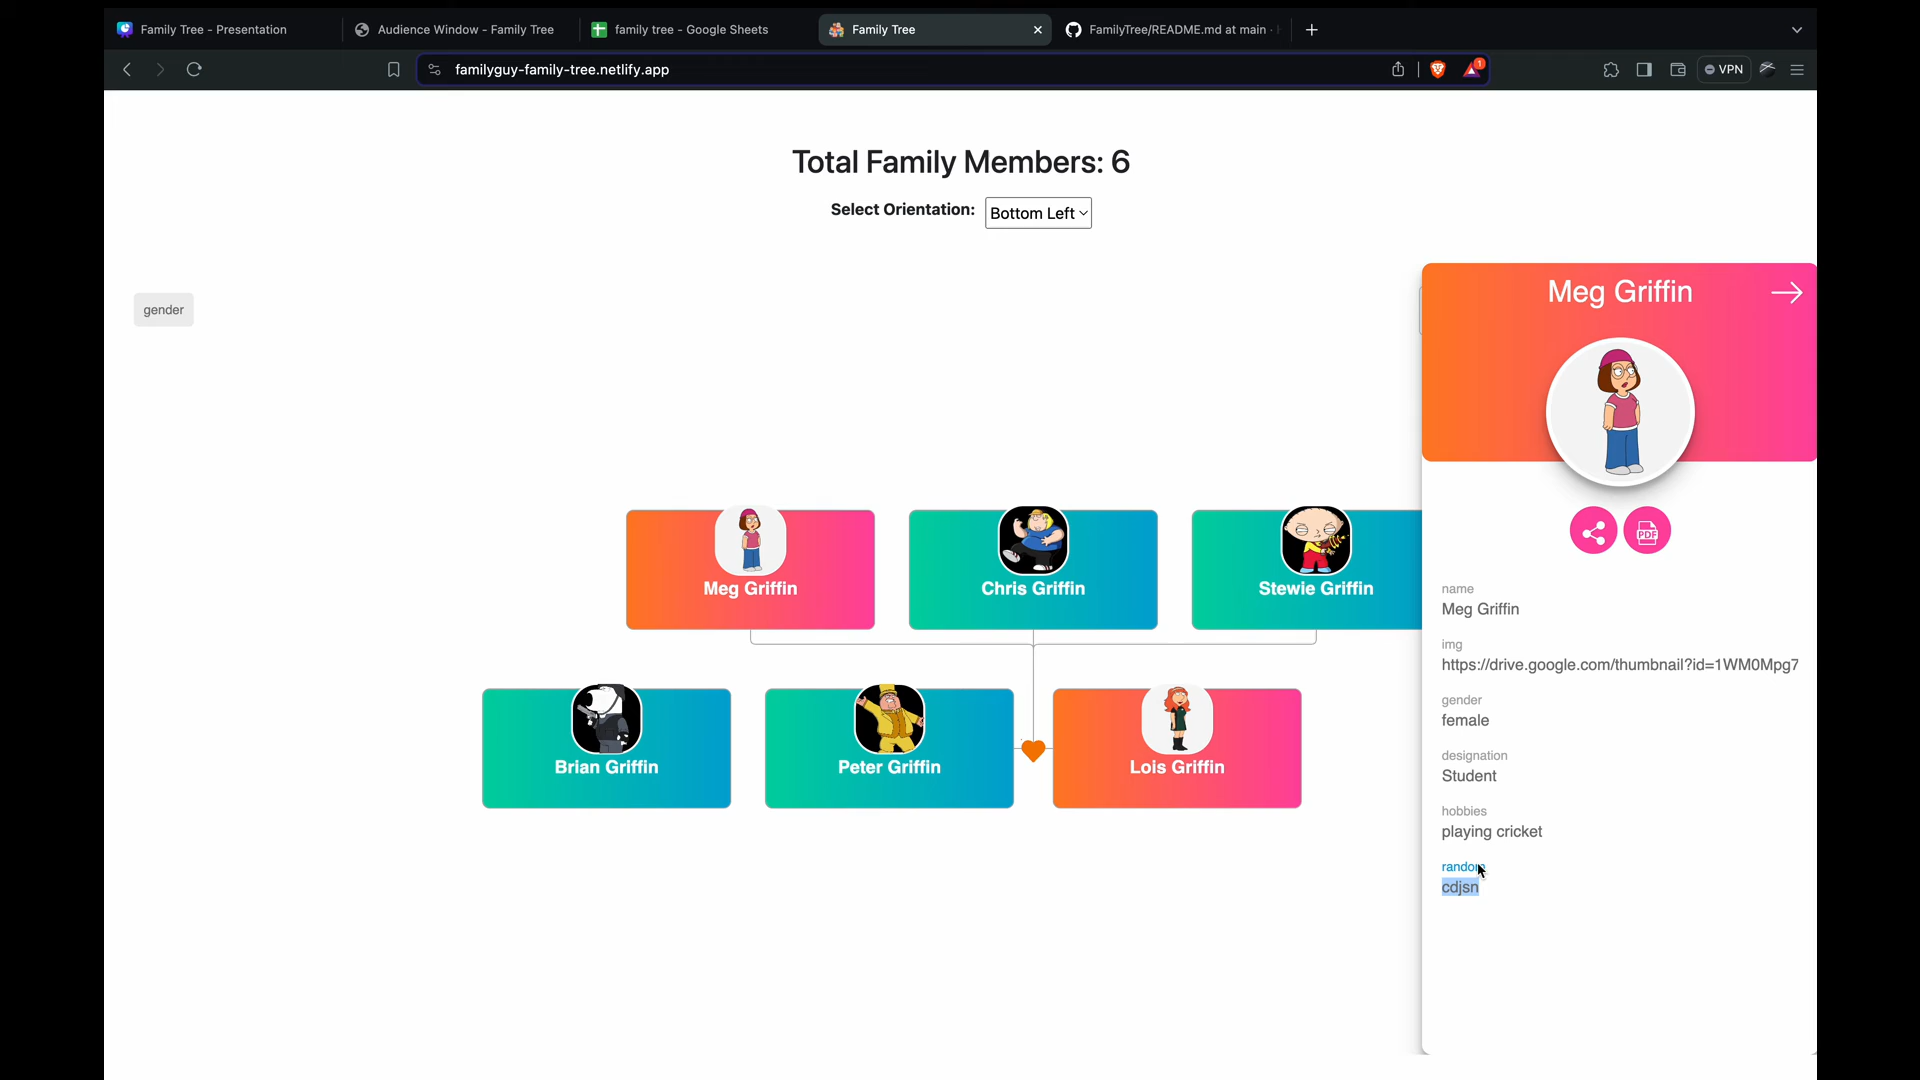 Family Tree - Presentation
Audience Window - Family Tree
family tree - Google Sheets
Family Tree
FamilyTree/README.md at main ·
familyguy-family-tree.netlify.app
1
VPN
Total Family Members: 6
Select Orientation:
Bottom Left
gender
Meg Griffin
Chris Griffin
Stewie Griffin
Brian Griffin
Peter Griffin
Lois Griffin
Meg Griffin
PDF
name
Meg Griffin
img
https://drive.google.com/thumbnail?id=1WM0Mpg7
gender
female
designation
Student
hobbies
playing cricket
random
cdjsn